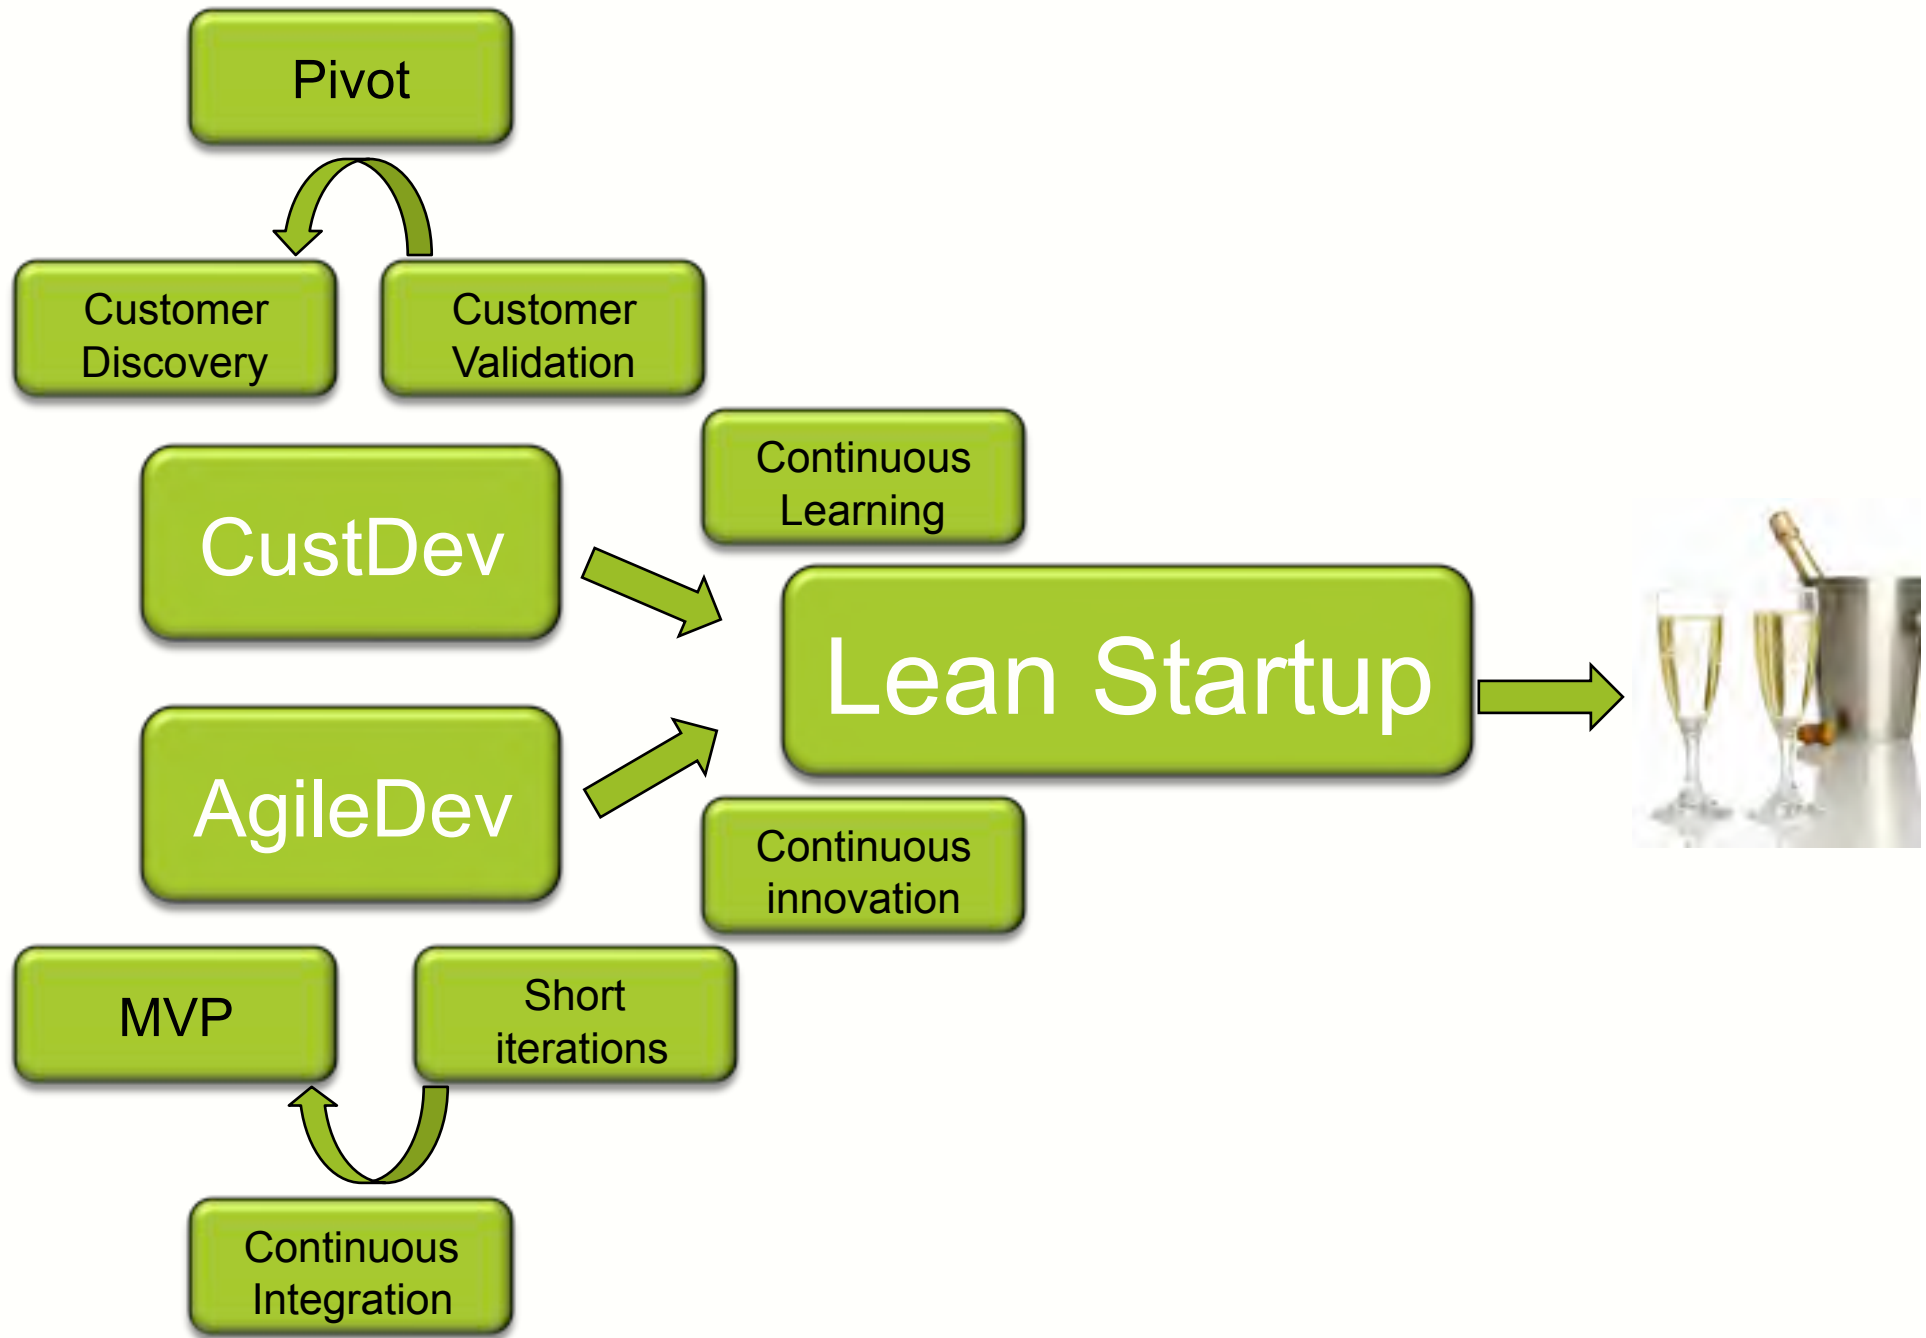 Pivot
Customer
Discovery
Customer
Validation
Continuous
Learning
CustDev
Lean Startup
AgileDev
Continuous
innovation
MVP
Short
iterations
Continuous
Integration